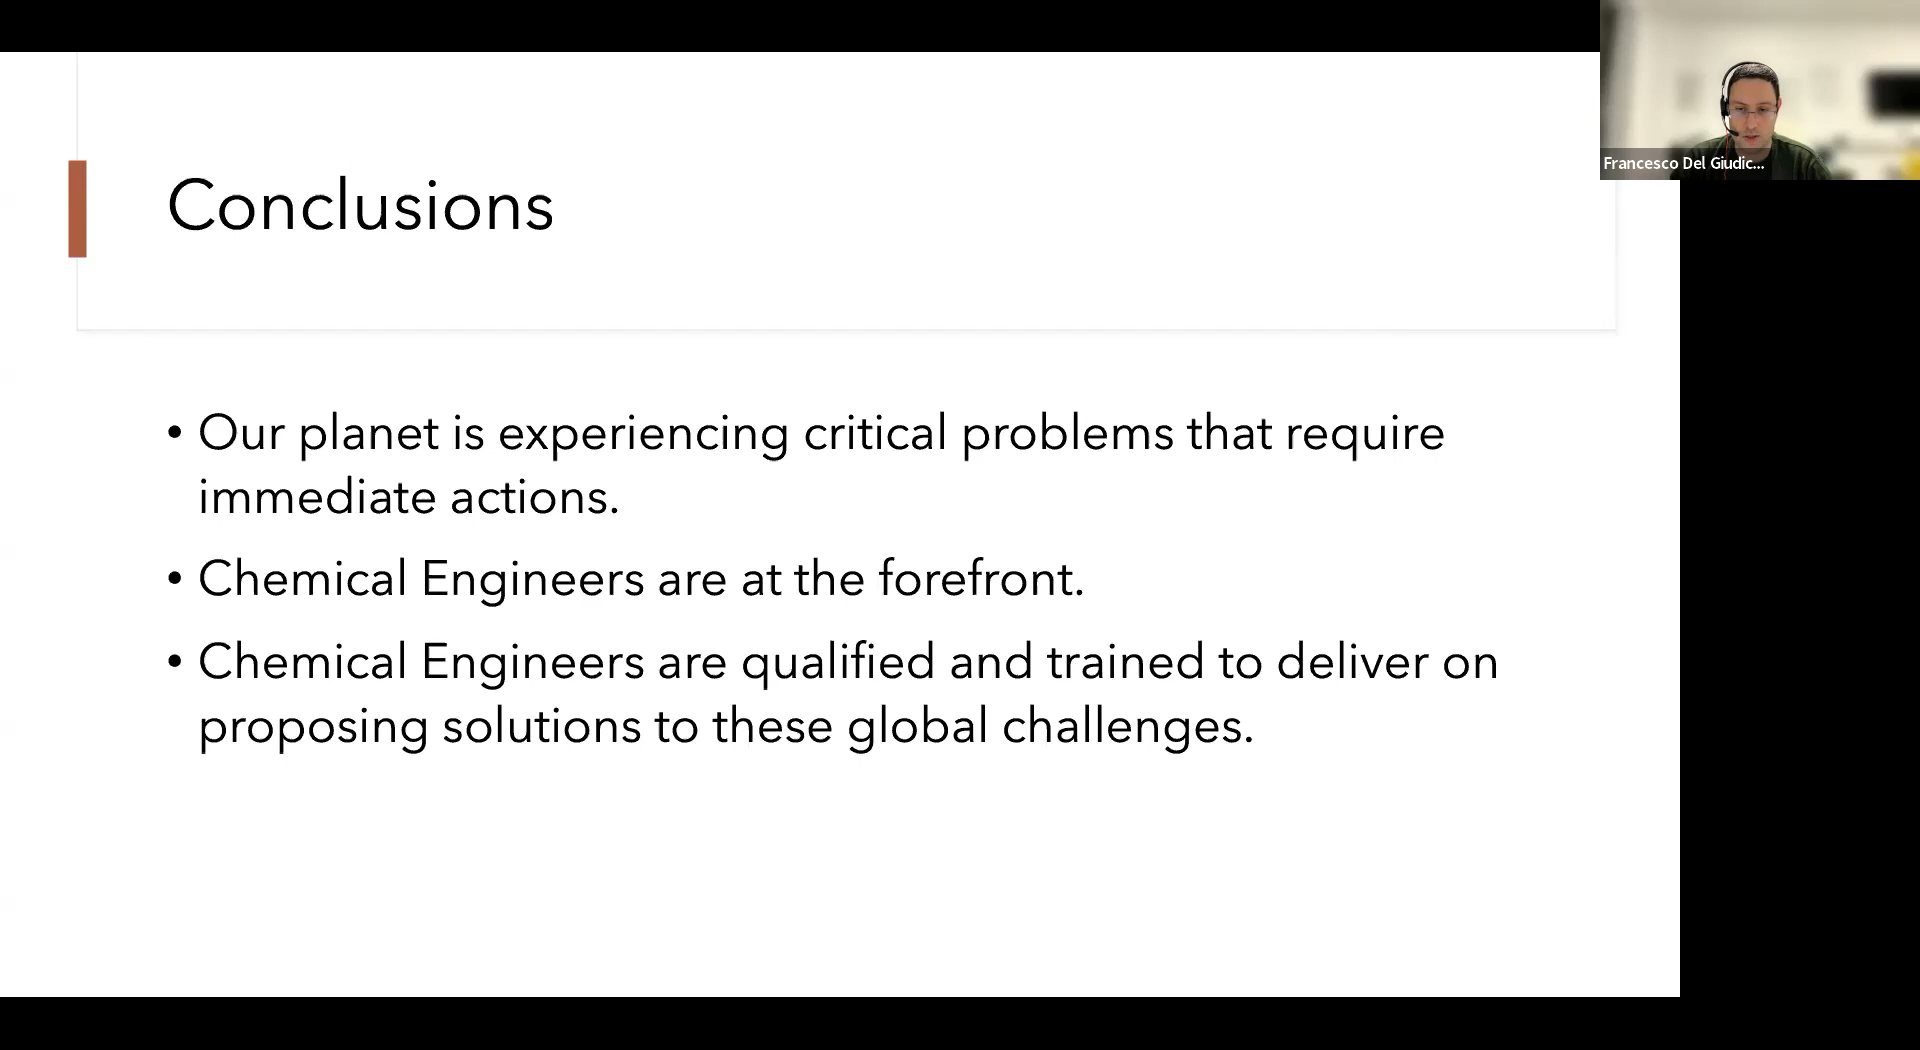 Conclusions
• Our planet is experiencing critical problems that require
immediate actions.
• Chemical Engineers are at the forefront.
• Chemical Engineers are qualified and trained to deliver on
proposing solutions to these global challenges.
Francesco Del Giudic...